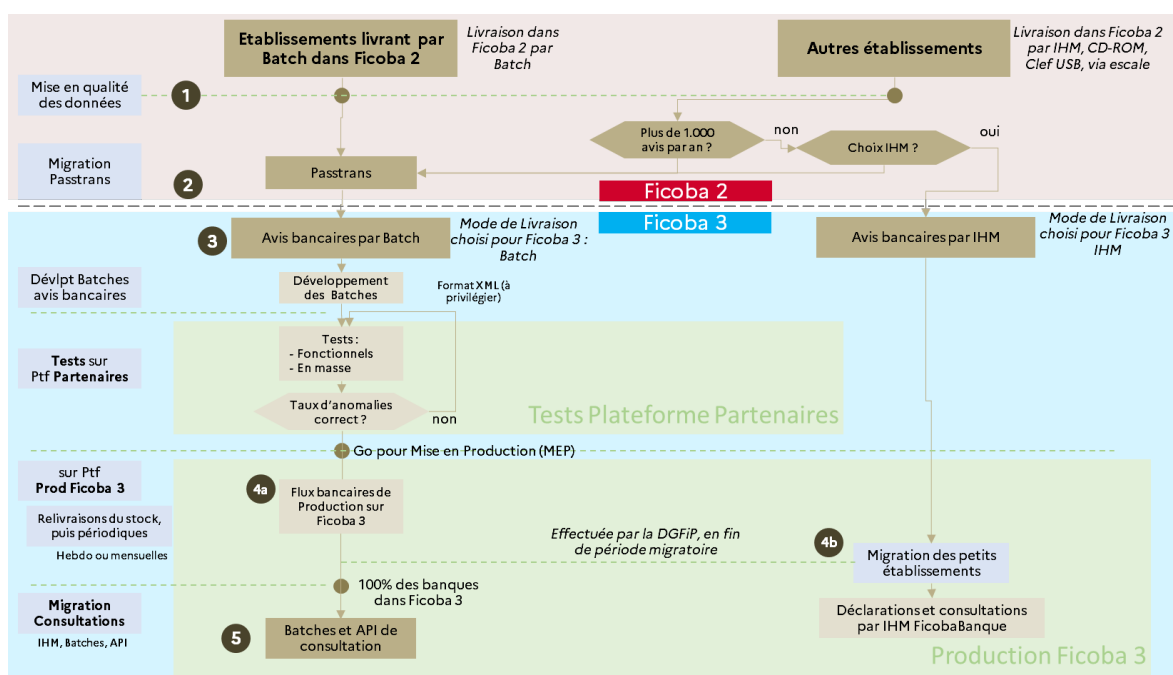 Etablissements livrant par
Batch dans Ficoba 2
Livraison dans
Ficoba 2 par
Batch
Autres établissements
Livraison dans Ficoba 2
par IHM, CD-ROM,
Clef USB, via escale
Mise en qualité
des données
1
Plus de 1.000
avis par an ?
non
Choix IHM ?
oui
Migration
Passtrans
2
Passtrans
Ficoba 2
Ficoba 3
3
Avis bancaires par Batch
Mode de Livraison
choisi pour Ficoba 3 :
Batch
Avis bancaires par IHM
Mode de Livraison
choisi pour Ficoba 3
IHM
Dévlpt Batches
avis bancaires
Développement
des Batches
Format XML (à
privilégier)
Tests sur
Ptf Partenaires
Tests :
- Fonctionnels
- En masse
Taux d'anomalies
correct ?
non
Tests Plateforme Partenaires
Go pour Mise en Production (MEP)
sur Ptf
Prod Ficoba 3
4a
Flux bancaires de
Production sur
Ficoba 3
Relivraisons du stock,
puis périodiques
Hebdo ou mensuelles
Effectuée par la DGFiP, en fin
de période migratoire
4b
Migration des petits
établissements
100% des banques
dans Ficoba 3
Déclarations et consultations
par IHM FicobaBanque
Migration
Consultations
IHM, Batches, API
5
Batches et API de
consultation
Production Ficoba 3